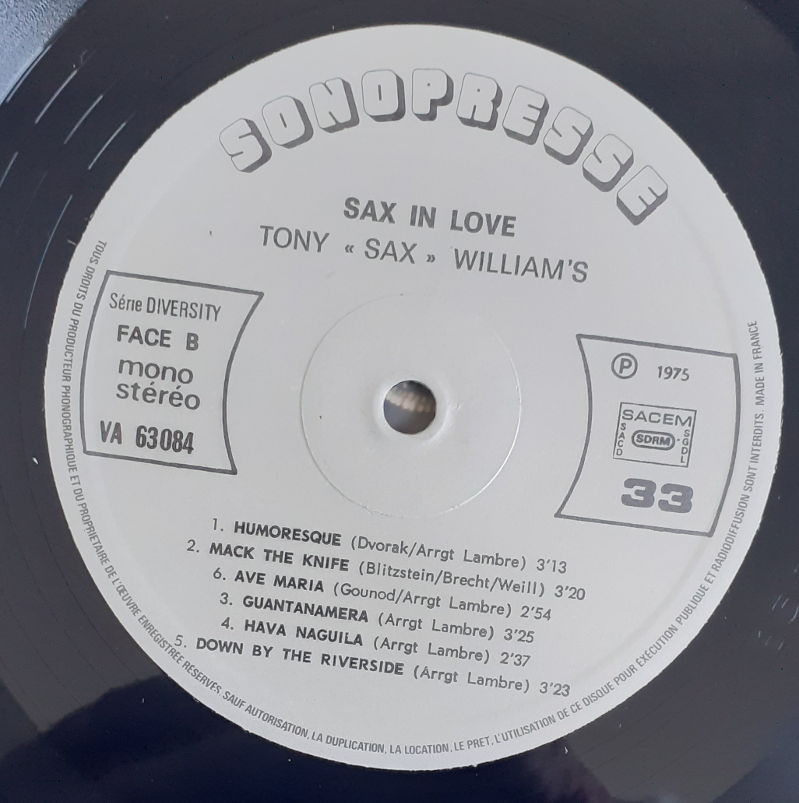 SONOPRESSE
SAX IN LOVE
TONY « SAX » WILLIAM'S
Série DIVERSITY
FACE B
mono
stéréo
VA 63084
Ⓟ 1975
SACEM
SACD
SDRM
SGDL
33
1. HUMORESQUE (Dvorak/Arrgt Lambre) 3'13
2. MACK THE KNIFE (Blitzstein/Brecht/Weill) 3'20
6. AVE MARIA (Gounod/Arrgt Lambre) 2'54
3. GUANTANAMERA (Arrgt Lambre) 3'25
4. HAVA NAGUILA (Arrgt Lambre) 2'37
5. DOWN BY THE RIVERSIDE (Arrgt Lambre) 3'23
TOUS DROITS DU PRODUCTEUR PHONOGRAPHIQUE ET DU PROPRIETAIRE DE L'ŒUVRE ENREGISTREE RESERVES. SAUF AUTORISATION, LA DUPLICATION, LA LOCATION, LE PRET, L'UTILISATION DE CE DISQUE POUR EXECUTION PUBLIQUE ET RADIODIFFUSION SONT INTERDITS. MADE IN FRANCE